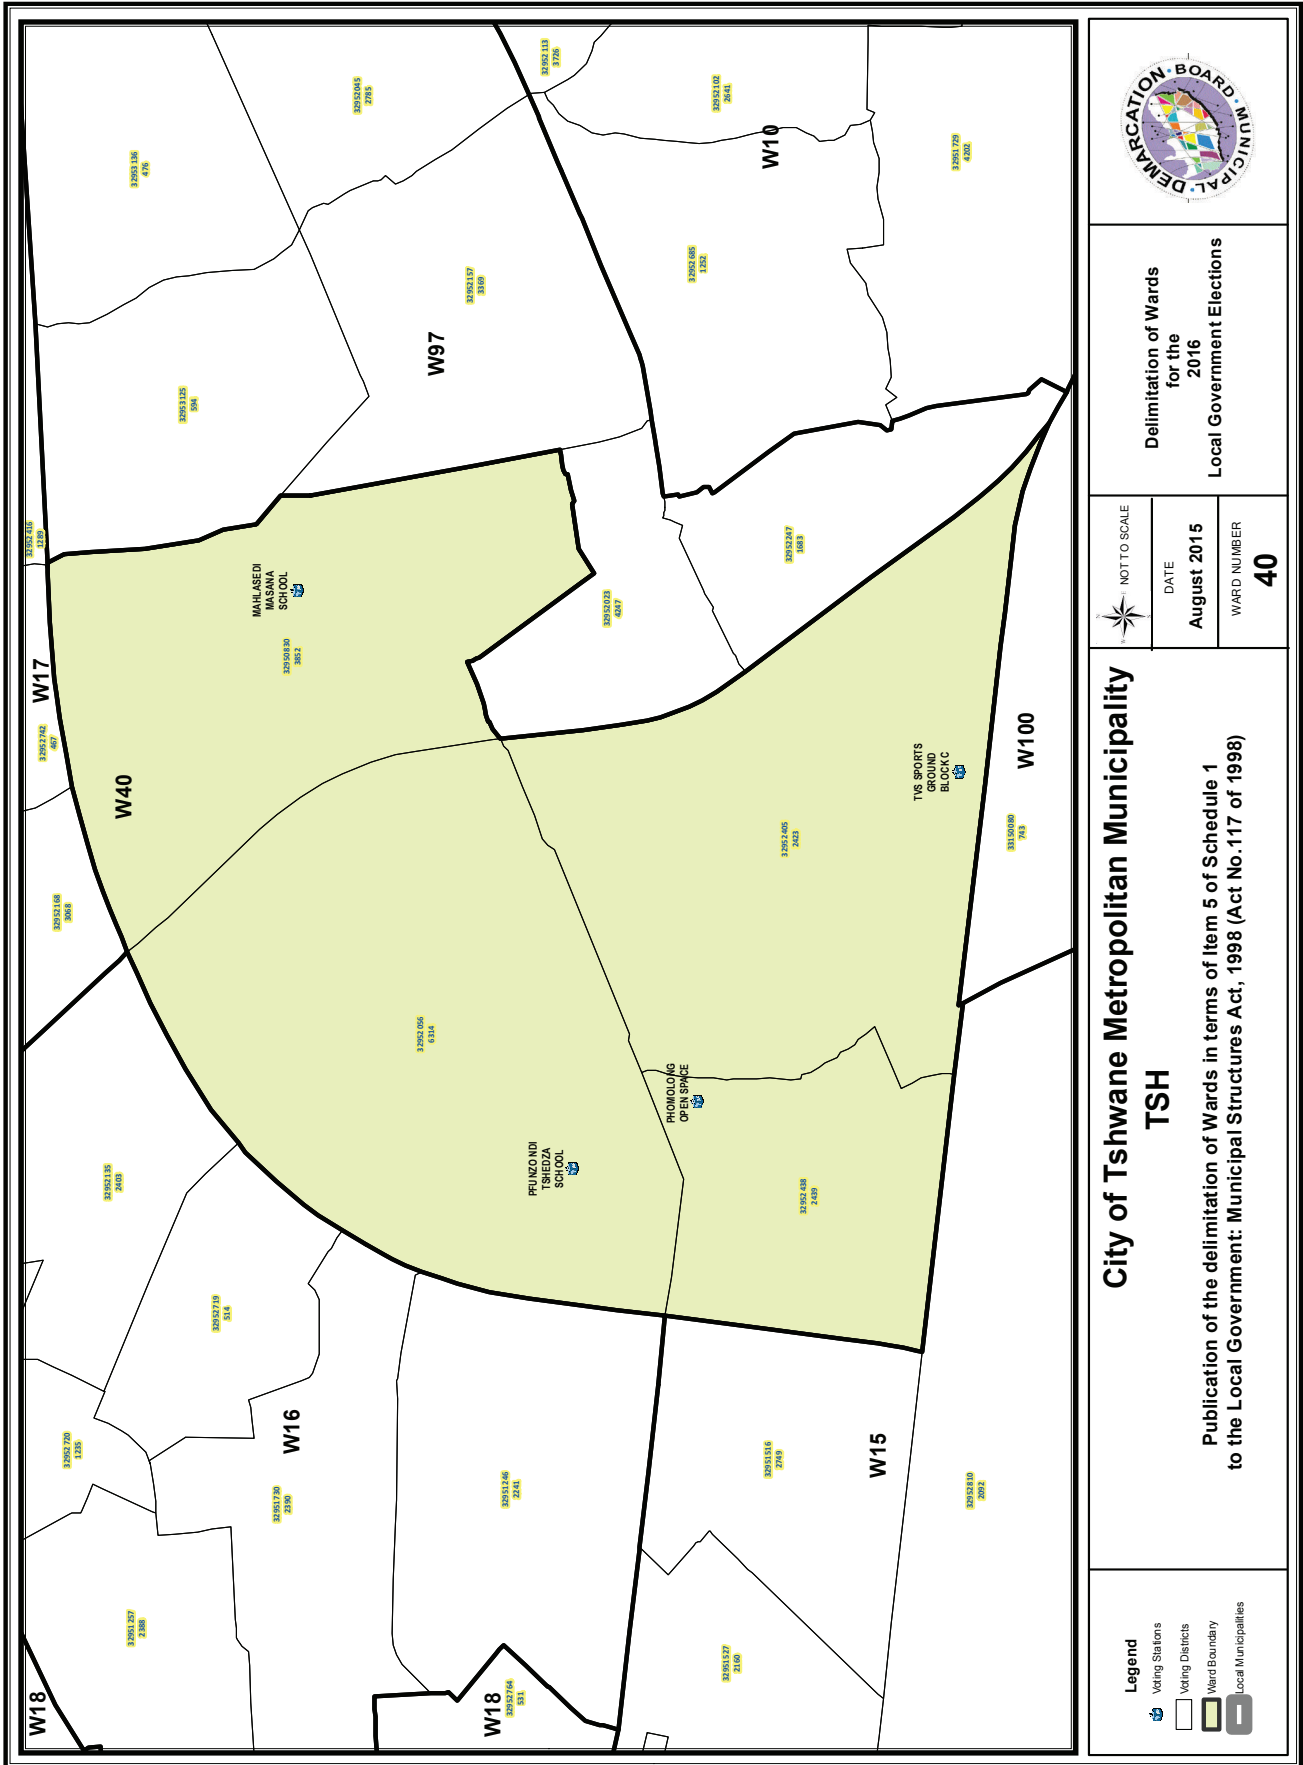 City of Tshwane Metropolitan Municipality
TSH
Publication of the delimitation of Wards in terms of Item 5 of Schedule 1
to the Local Government: Municipal Structures Act, 1998 (Act No.117 of 1998)
Legend
Voting Stations
Voting Districts
Ward Boundary
Local Municipalities
NOT TO SCALE
DATE
August 2015
WARD NUMBER
40
Delimitation of Wards
for the
2016
Local Government Elections
MUNICIPAL DEMARCATION BOARD
W18
32951257
2388
32952720
1235
32952135
2403
32952168
3068
32952742
467
W17
32952416
1289
32953136
476
W40
32953125
594
32952719
514
32951730
2390
W16
MAHLASEDI
MASANA
SCHOOL
32950830
3852
32952045
2785
32952056
6314
W97
32952157
3369
W18
32952764
531
32951246
2241
PFUNZO NDI
TSHEDZA
SCHOOL
32952113
3726
32952023
4247
PHOMOLONG
OPEN SPACE
32952685
1252
32952102
2641
W10
32951527
2160
32951516
2749
32952438
2439
32952405
2423
32952247
1683
W15
TVS SPORTS
GROUND
BLOCK C
32951729
4202
32952810
2092
33150080
743
W100